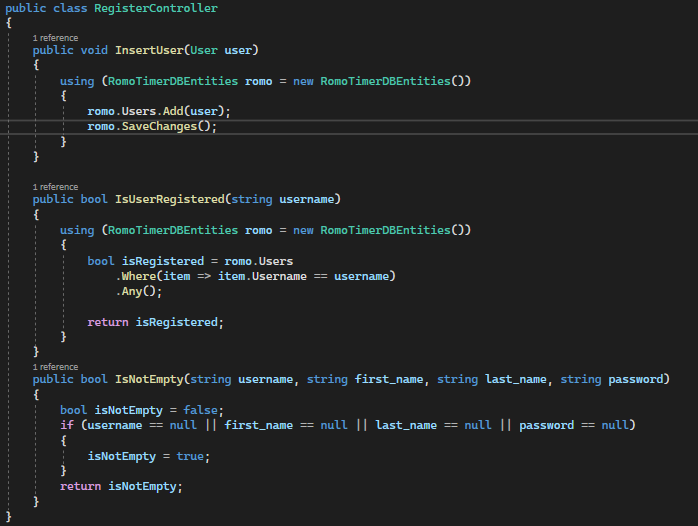 public class RegisterController
{
1 reference
public void InsertUser(User user)
{
using (RomoTimerDBEntities romo = new RomoTimerDBEntities())
{
romo.Users.Add(user);
romo.SaveChanges();
}
}
1 reference
public bool IsUserRegistered(string username)
{
using (RomoTimerDBEntities romo = new RomoTimerDBEntities())
{
bool isRegistered = romo.Users
.Where(item => item.Username == username)
.Any();
return isRegistered;
}
}
1 reference
public bool IsNotEmpty(string username, string first_name, string last_name, string password)
{
bool isNotEmpty = false;
if (username == null || first_name == null || last_name == null || password == null)
{
isNotEmpty = true;
}
return isNotEmpty;
}
}